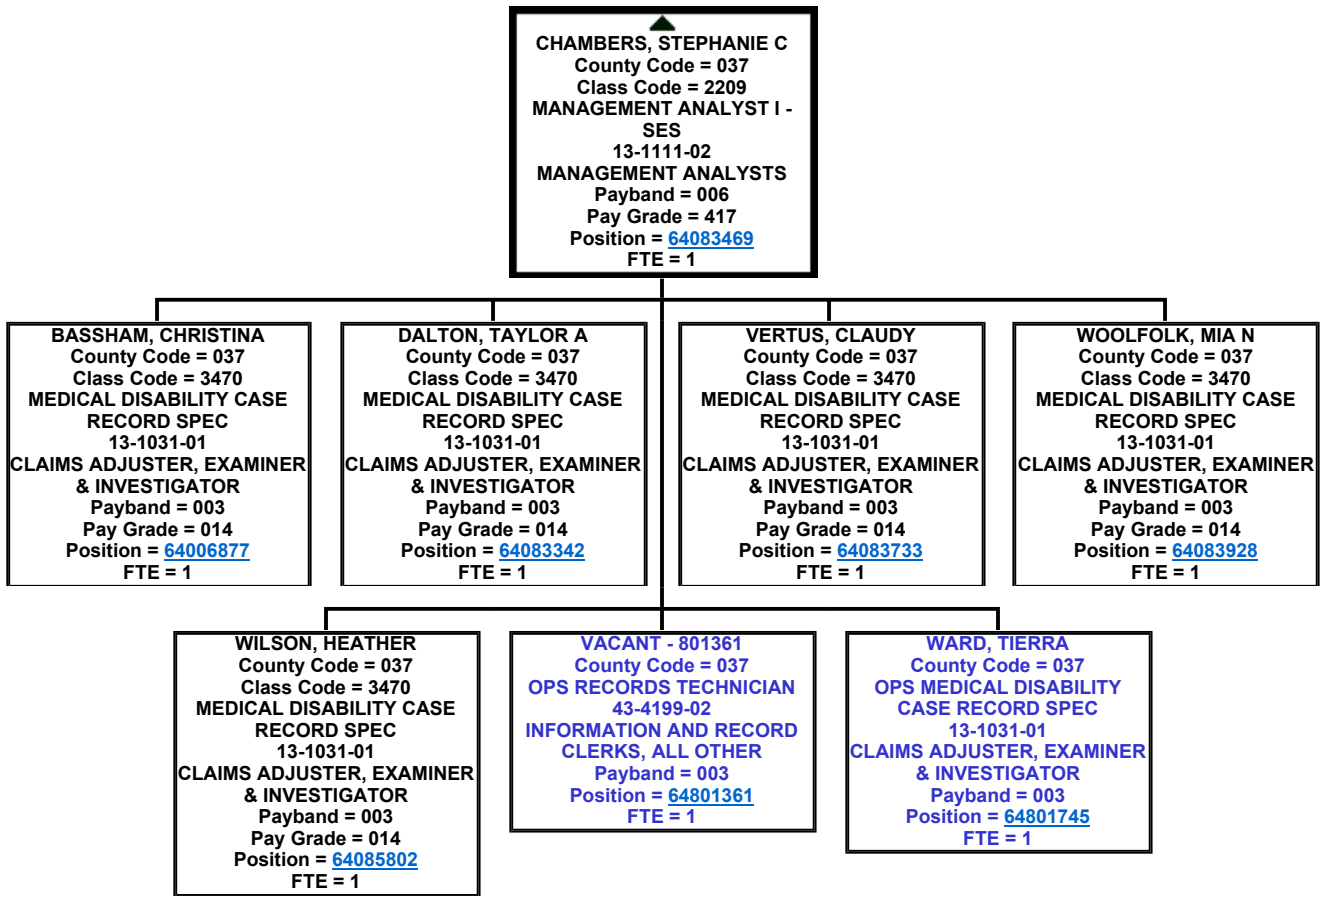 CHAMBERS, STEPHANIE C
County Code = 037
Class Code = 2209
MANAGEMENT ANALYST I -
SES
13-1111-02
MANAGEMENT ANALYSTS
Payband = 006
Pay Grade = 417
Position = 64083469
FTE = 1
BASSHAM, CHRISTINA
County Code = 037
Class Code = 3470
MEDICAL DISABILITY CASE
RECORD SPEC
13-1031-01
CLAIMS ADJUSTER, EXAMINER
& INVESTIGATOR
Payband = 003
Pay Grade = 014
Position = 64006877
FTE = 1
DALTON, TAYLOR A
County Code = 037
Class Code = 3470
MEDICAL DISABILITY CASE
RECORD SPEC
13-1031-01
CLAIMS ADJUSTER, EXAMINER
& INVESTIGATOR
Payband = 003
Pay Grade = 014
Position = 64083342
FTE = 1
VERTUS, CLAUDY
County Code = 037
Class Code = 3470
MEDICAL DISABILITY CASE
RECORD SPEC
13-1031-01
CLAIMS ADJUSTER, EXAMINER
& INVESTIGATOR
Payband = 003
Pay Grade = 014
Position = 64083733
FTE = 1
WOOLFOLK, MIA N
County Code = 037
Class Code = 3470
MEDICAL DISABILITY CASE
RECORD SPEC
13-1031-01
CLAIMS ADJUSTER, EXAMINER
& INVESTIGATOR
Payband = 003
Pay Grade = 014
Position = 64083928
FTE = 1
WILSON, HEATHER
County Code = 037
Class Code = 3470
MEDICAL DISABILITY CASE
RECORD SPEC
13-1031-01
CLAIMS ADJUSTER, EXAMINER
& INVESTIGATOR
Payband = 003
Pay Grade = 014
Position = 64085802
FTE = 1
VACANT - 801361
County Code = 037
OPS RECORDS TECHNICIAN
43-4199-02
INFORMATION AND RECORD
CLERKS, ALL OTHER
Payband = 003
Position = 64801361
FTE = 1
WARD, TIERRA
County Code = 037
OPS MEDICAL DISABILITY
CASE RECORD SPEC
13-1031-01
CLAIMS ADJUSTER, EXAMINER
& INVESTIGATOR
Payband = 003
Position = 64801745
FTE = 1